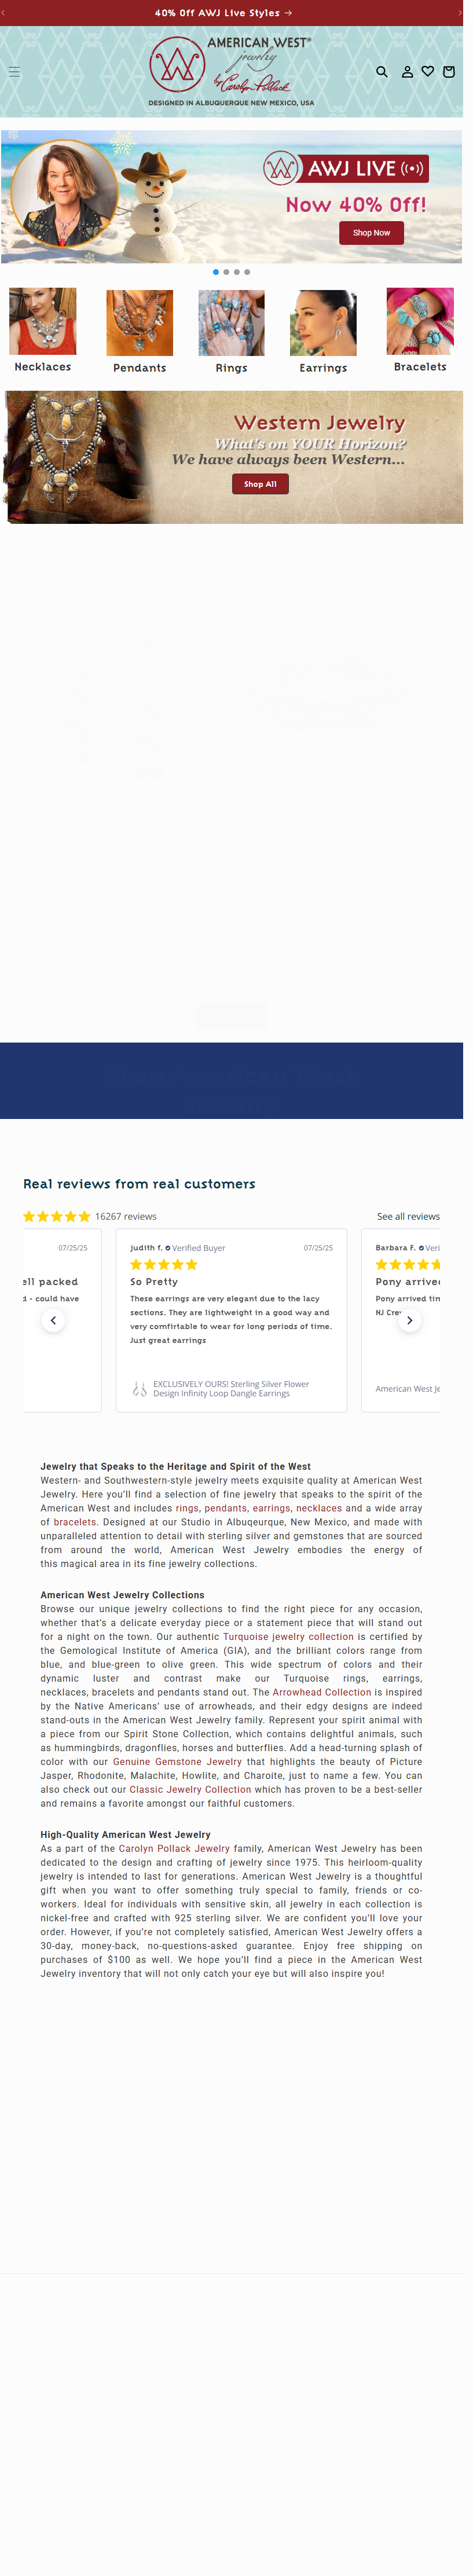 40% Off AWJ Live Styles →
AMERICAN WEST®
jewelry
by Carolyn Pollack
DESIGNED IN ALBUQUERQUE NEW MEXICO, USA
AWJ LIVE
Now 40% Off!
Shop Now
Necklaces
Pendants
Rings
Earrings
Bracelets
Western Jewelry
What's on YOUR Horizon?
We have always been Western...
Shop All
Shop American West
Jewelry
Real reviews from real customers
16267 reviews
See all reviews
07/25/25
ell packed
d - could have
Judith f. Verified Buyer
07/25/25
So Pretty
These earrings are very elegant due to the lacy
sections. They are lightweight in a good way and
very comfirtable to wear for long periods of time.
Just great earrings
EXCLUSIVELY OURS! Sterling Silver Flower
Design Infinity Loop Dangle Earrings
Barbara F. Veri
Pony arrived
Pony arrived tim
NJ Crew
American West Je
Jewelry that Speaks to the Heritage and Spirit of the West
Western- and Southwestern-style jewelry meets exquisite quality at American West
Jewelry. Here you'll find a selection of fine jewelry that speaks to the spirit of the
American West and includes rings, pendants, earrings, necklaces and a wide array
of bracelets. Designed at our Studio in Albuqeurque, New Mexico, and made with
unparalleled attention to detail with sterling silver and gemstones that are sourced
from around the world, American West Jewelry embodies the energy of
this magical area in its fine jewelry collections.
American West Jewelry Collections
Browse our unique jewelry collections to find the right piece for any occasion,
whether that's a delicate everyday piece or a statement piece that will stand out
for a night on the town. Our authentic Turquoise jewelry collection is certified by
the Gemological Institute of America (GIA), and the brilliant colors range from
blue, and blue-green to olive green. This wide spectrum of colors and their
dynamic luster and contrast make our Turquoise rings, earrings,
necklaces, bracelets and pendants stand out. The Arrowhead Collection is inspired
by the Native Americans' use of arrowheads, and their edgy designs are indeed
stand-outs in the American West Jewelry family. Represent your spirit animal with
a piece from our Spirit Stone Collection, which contains delightful animals, such
as hummingbirds, dragonflies, horses and butterflies. Add a head-turning splash of
color with our Genuine Gemstone Jewelry that highlights the beauty of Picture
Jasper, Rhodonite, Malachite, Howlite, and Charoite, just to name a few. You can
also check out our Classic Jewelry Collection which has proven to be a best-seller
and remains a favorite amongst our faithful customers.
High-Quality American West Jewelry
As a part of the Carolyn Pollack Jewelry family, American West Jewelry has been
dedicated to the design and crafting of jewelry since 1975. This heirloom-quality
jewelry is intended to last for generations. American West Jewelry is a thoughtful
gift when you want to offer something truly special to family, friends or co-
workers. Ideal for individuals with sensitive skin, all jewelry in each collection is
nickel-free and crafted with 925 sterling silver. We are confident you'll love your
order. However, if you're not completely satisfied, American West Jewelry offers a
30-day, money-back, no-questions-asked guarantee. Enjoy free shipping on
purchases of $100 as well. We hope you'll find a piece in the American West
Jewelry inventory that will not only catch your eye but will also inspire you!